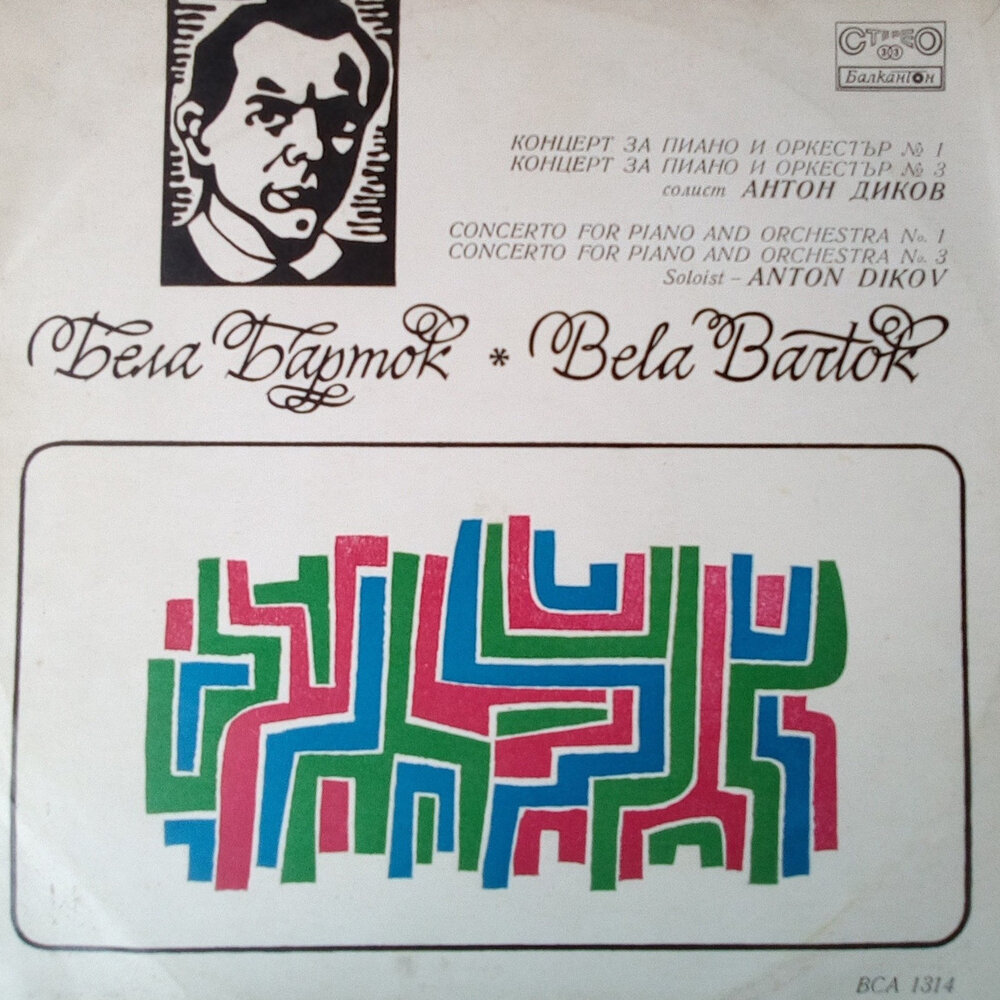 СТЕРЕО
33
Балкантон
КОНЦЕРТ ЗА ПИАНО И ОРКЕСТЪР № 1
КОНЦЕРТ ЗА ПИАНО И ОРКЕСТЪР № 3
солист АНТОН ДИКОВ
CONCERTO FOR PIANO AND ORCHESTRA No. 1
CONCERTO FOR PIANO AND ORCHESTRA No. 3
Soloist – ANTON DIKOV
Бела Барток * Bela Bartok
ВСА 1314